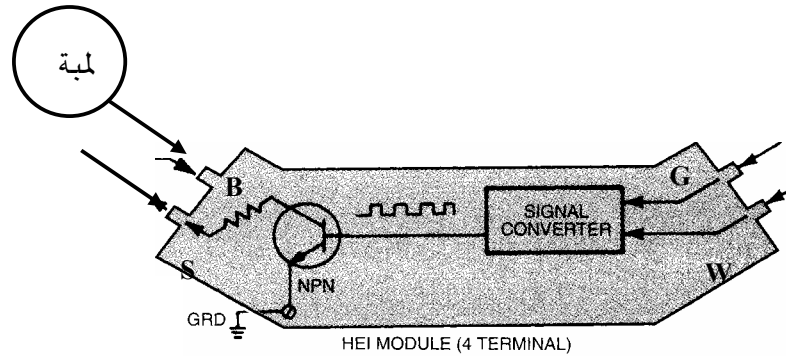 لمبة
B
G
SIGNAL
CONVERTER
S
W
NPN
GRD
HEI MODULE (4 TERMINAL)